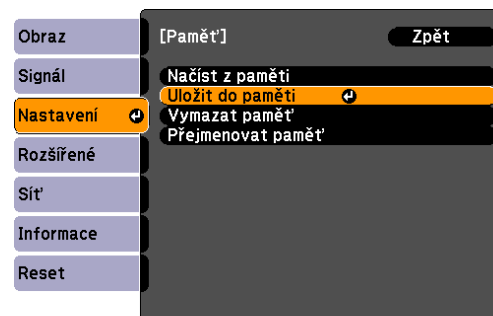 Obraz
Signál
Nastavení
Rozšířené
Síť
Informace
Reset
[Paměť] Zpět
Načíst z paměti
Uložit do paměti
Vymazat paměť
Přejmenovat paměť